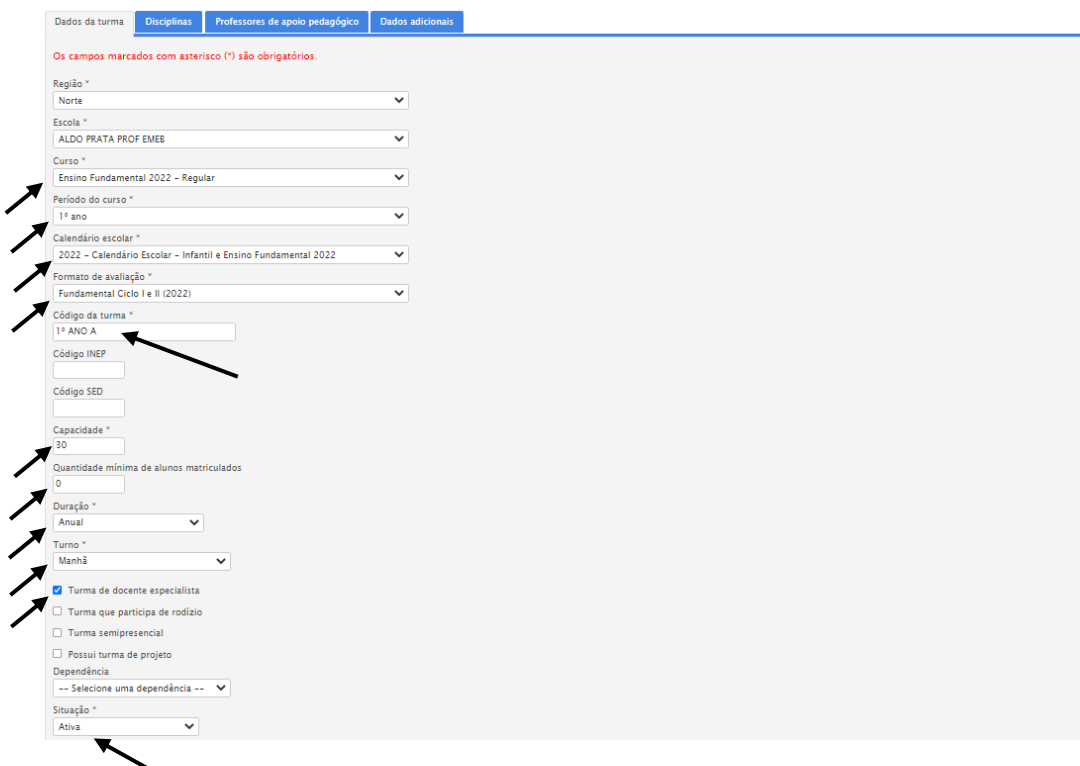 Dados da turma Disciplinas Professores de apoio pedagógico Dados adicionais
Os campos marcados com asterisco (*) são obrigatórios.
Região *
Norte
Escola *
ALDO PRATA PROF EMEB
Curso *
Ensino Fundamental 2022 - Regular
Período do curso *
1º ano
Calendário escolar *
2022 - Calendário Escolar - Infantil e Ensino Fundamental 2022
Formato de avaliação *
Fundamental Ciclo I e II (2022)
Código da turma *
1º ANO A
Código INEP
Código SED
Capacidade *
30
Quantidade mínima de alunos matriculados
0
Duração *
Anual
Turno *
Manhã
Turma de docente especialista
Turma que participa de rodízio
Turma semipresencial
Possui turma de projeto
Dependência
-- Selecione uma dependência --
Situação *
Ativa